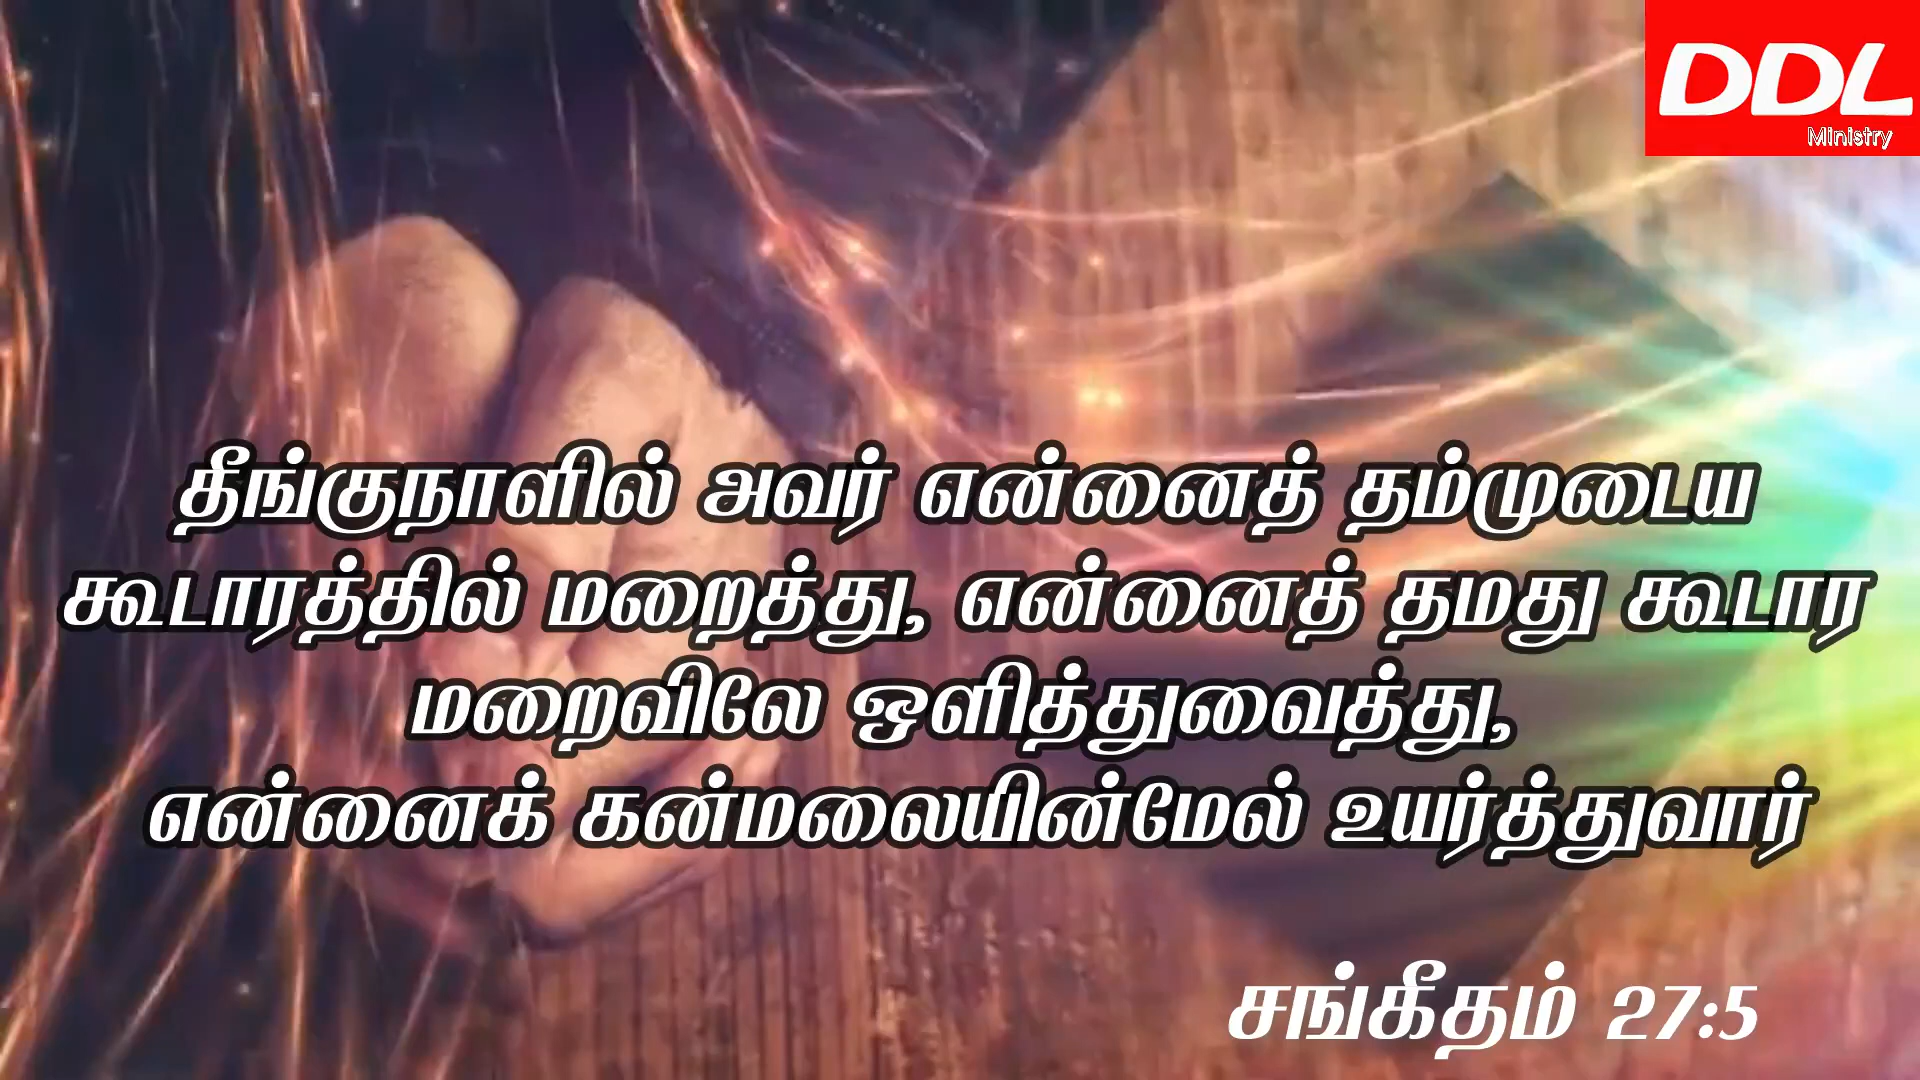 DDL
Ministry
தீங்குநாளில் அவர் என்னைத் தம்முடைய
கூடாரத்தில் மறைத்து, என்னைத் தமது கூடார
மறைவிலே ஒளித்துவைத்து,
என்னைக் கன்மலையின்மேல் உயர்த்துவார்
சங்கீதம் 27:5